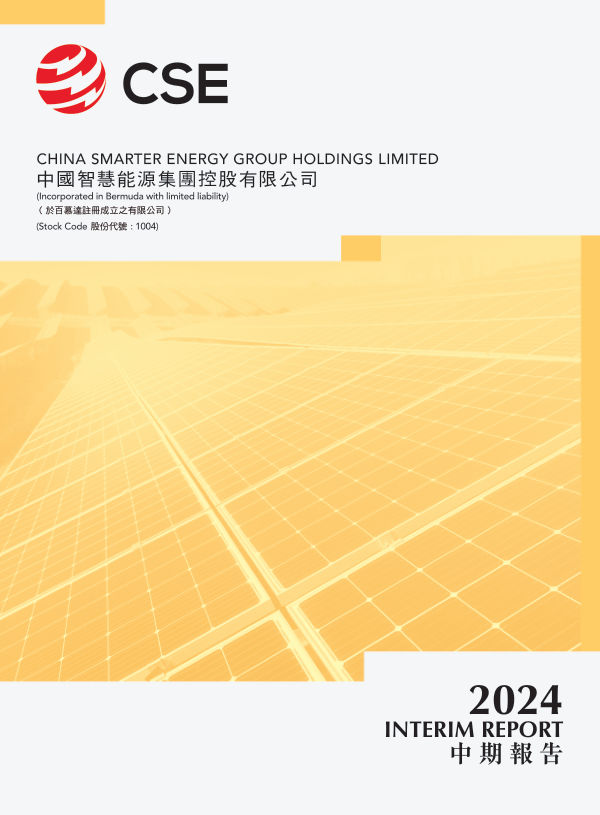 CSE
CHINA SMARTER ENERGY GROUP HOLDINGS LIMITED
中國智慧能源集團控股有限公司
(Incorporated in Bermuda with limited liability)
（於百慕達註冊成立之有限公司）
(Stock Code 股份代號 : 1004)
2024
INTERIM REPORT
中期報告